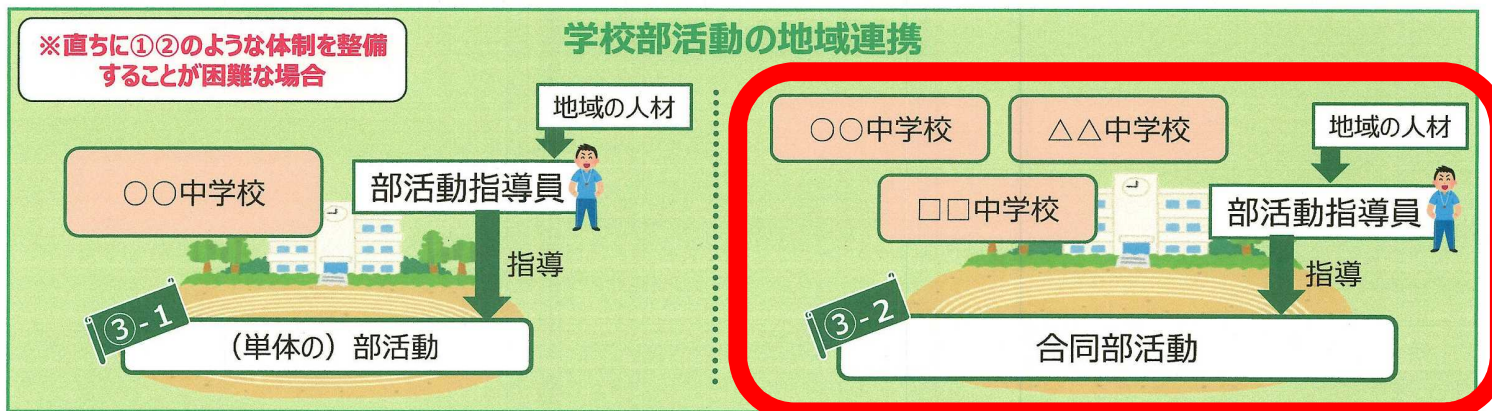 ※直ちに①②のような体制を整備
することが困難な場合
学校部活動の地域連携
地域の人材
○○中学校
部活動指導員
指導
③-1
（単体の）部活動
○○中学校
△△中学校
地域の人材
□□中学校
部活動指導員
指導
③-2
合同部活動